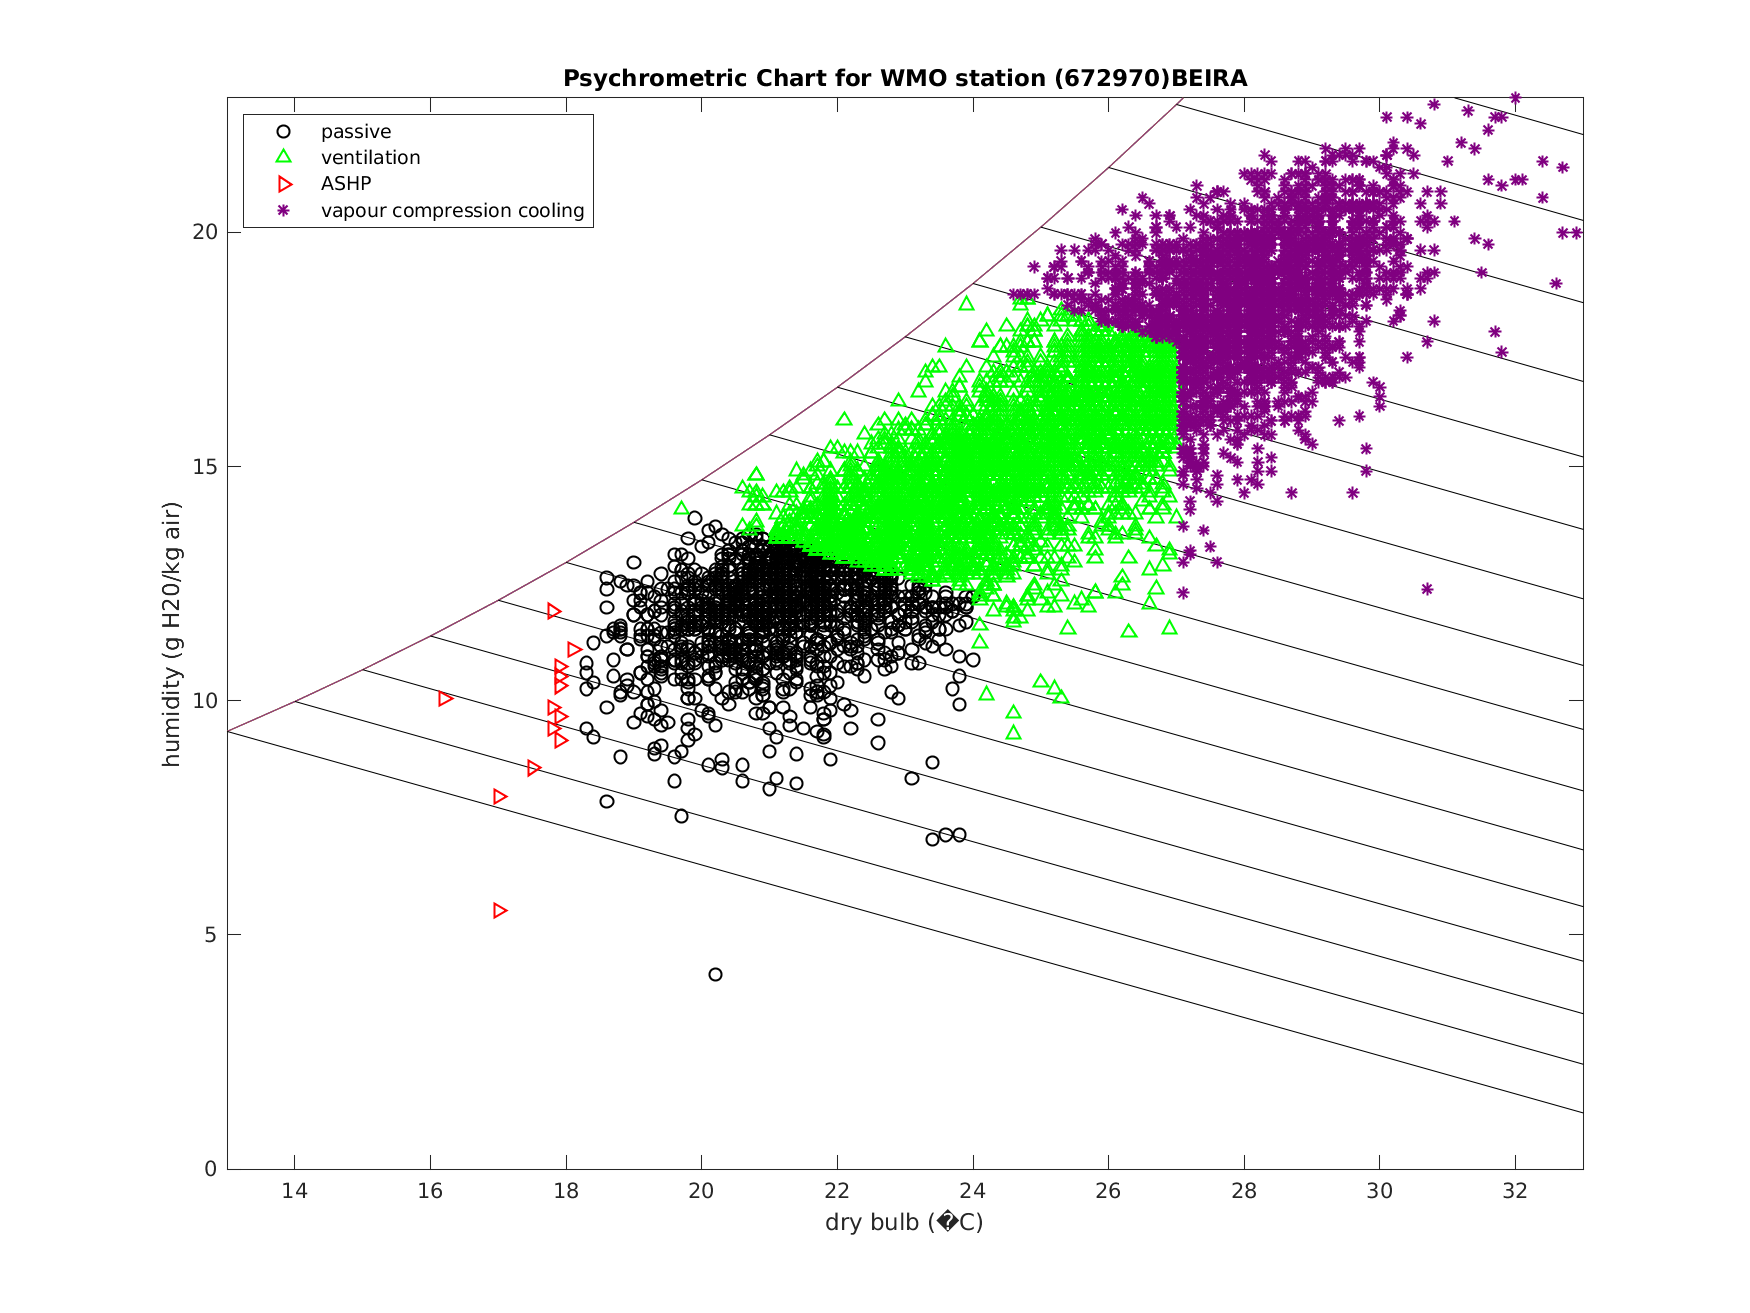 Psychrometric Chart for WMO station (672970)BEIRA
passive
ventilation
ASHP
vapour compression cooling
humidity (g H20/kg air)
20
15
10
5
0
14 16 18 20 22 24 26 28 30 32
dry bulb (�C)